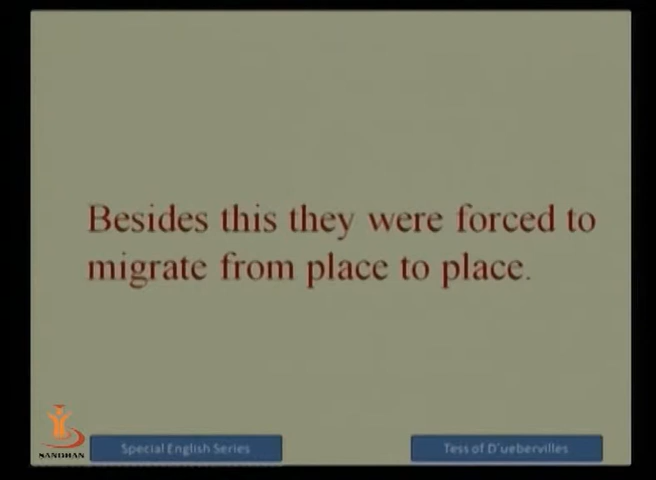 Besides this they were forced to
migrate from place to place.
SANDHAN
Special English Series
Tess of D'uebervilles